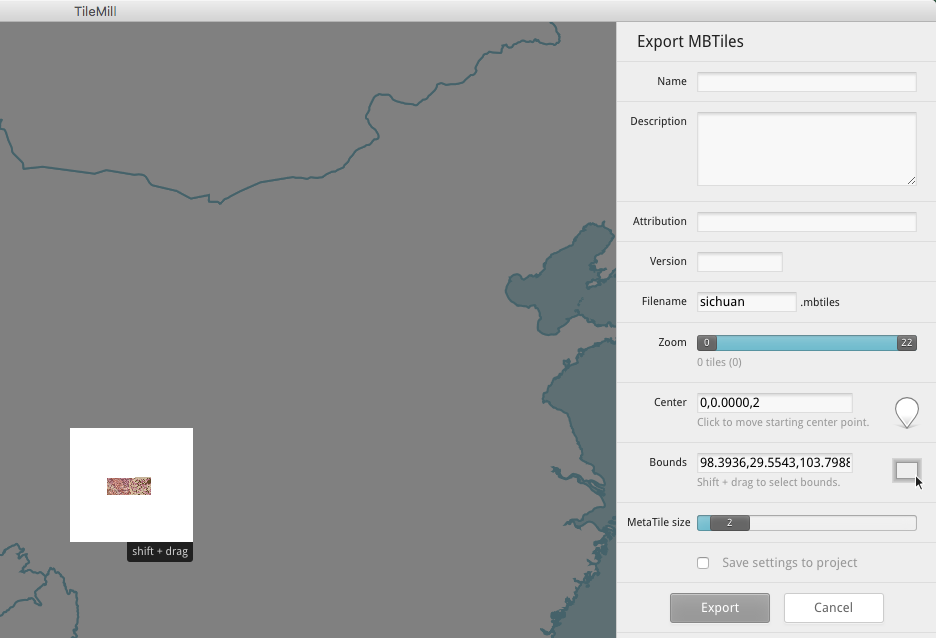 TileMill
Export MBTiles
Name
Description
Attribution
Version
Filename sichuan .mbtiles
Zoom 0 22
0 tiles (0)
Center 0,0.0000,2
Click to move starting center point.
Bounds 98.3936,29.5543,103.7988
Shift + drag to select bounds.
MetaTile size 2
shift + drag
Save settings to project
Export Cancel